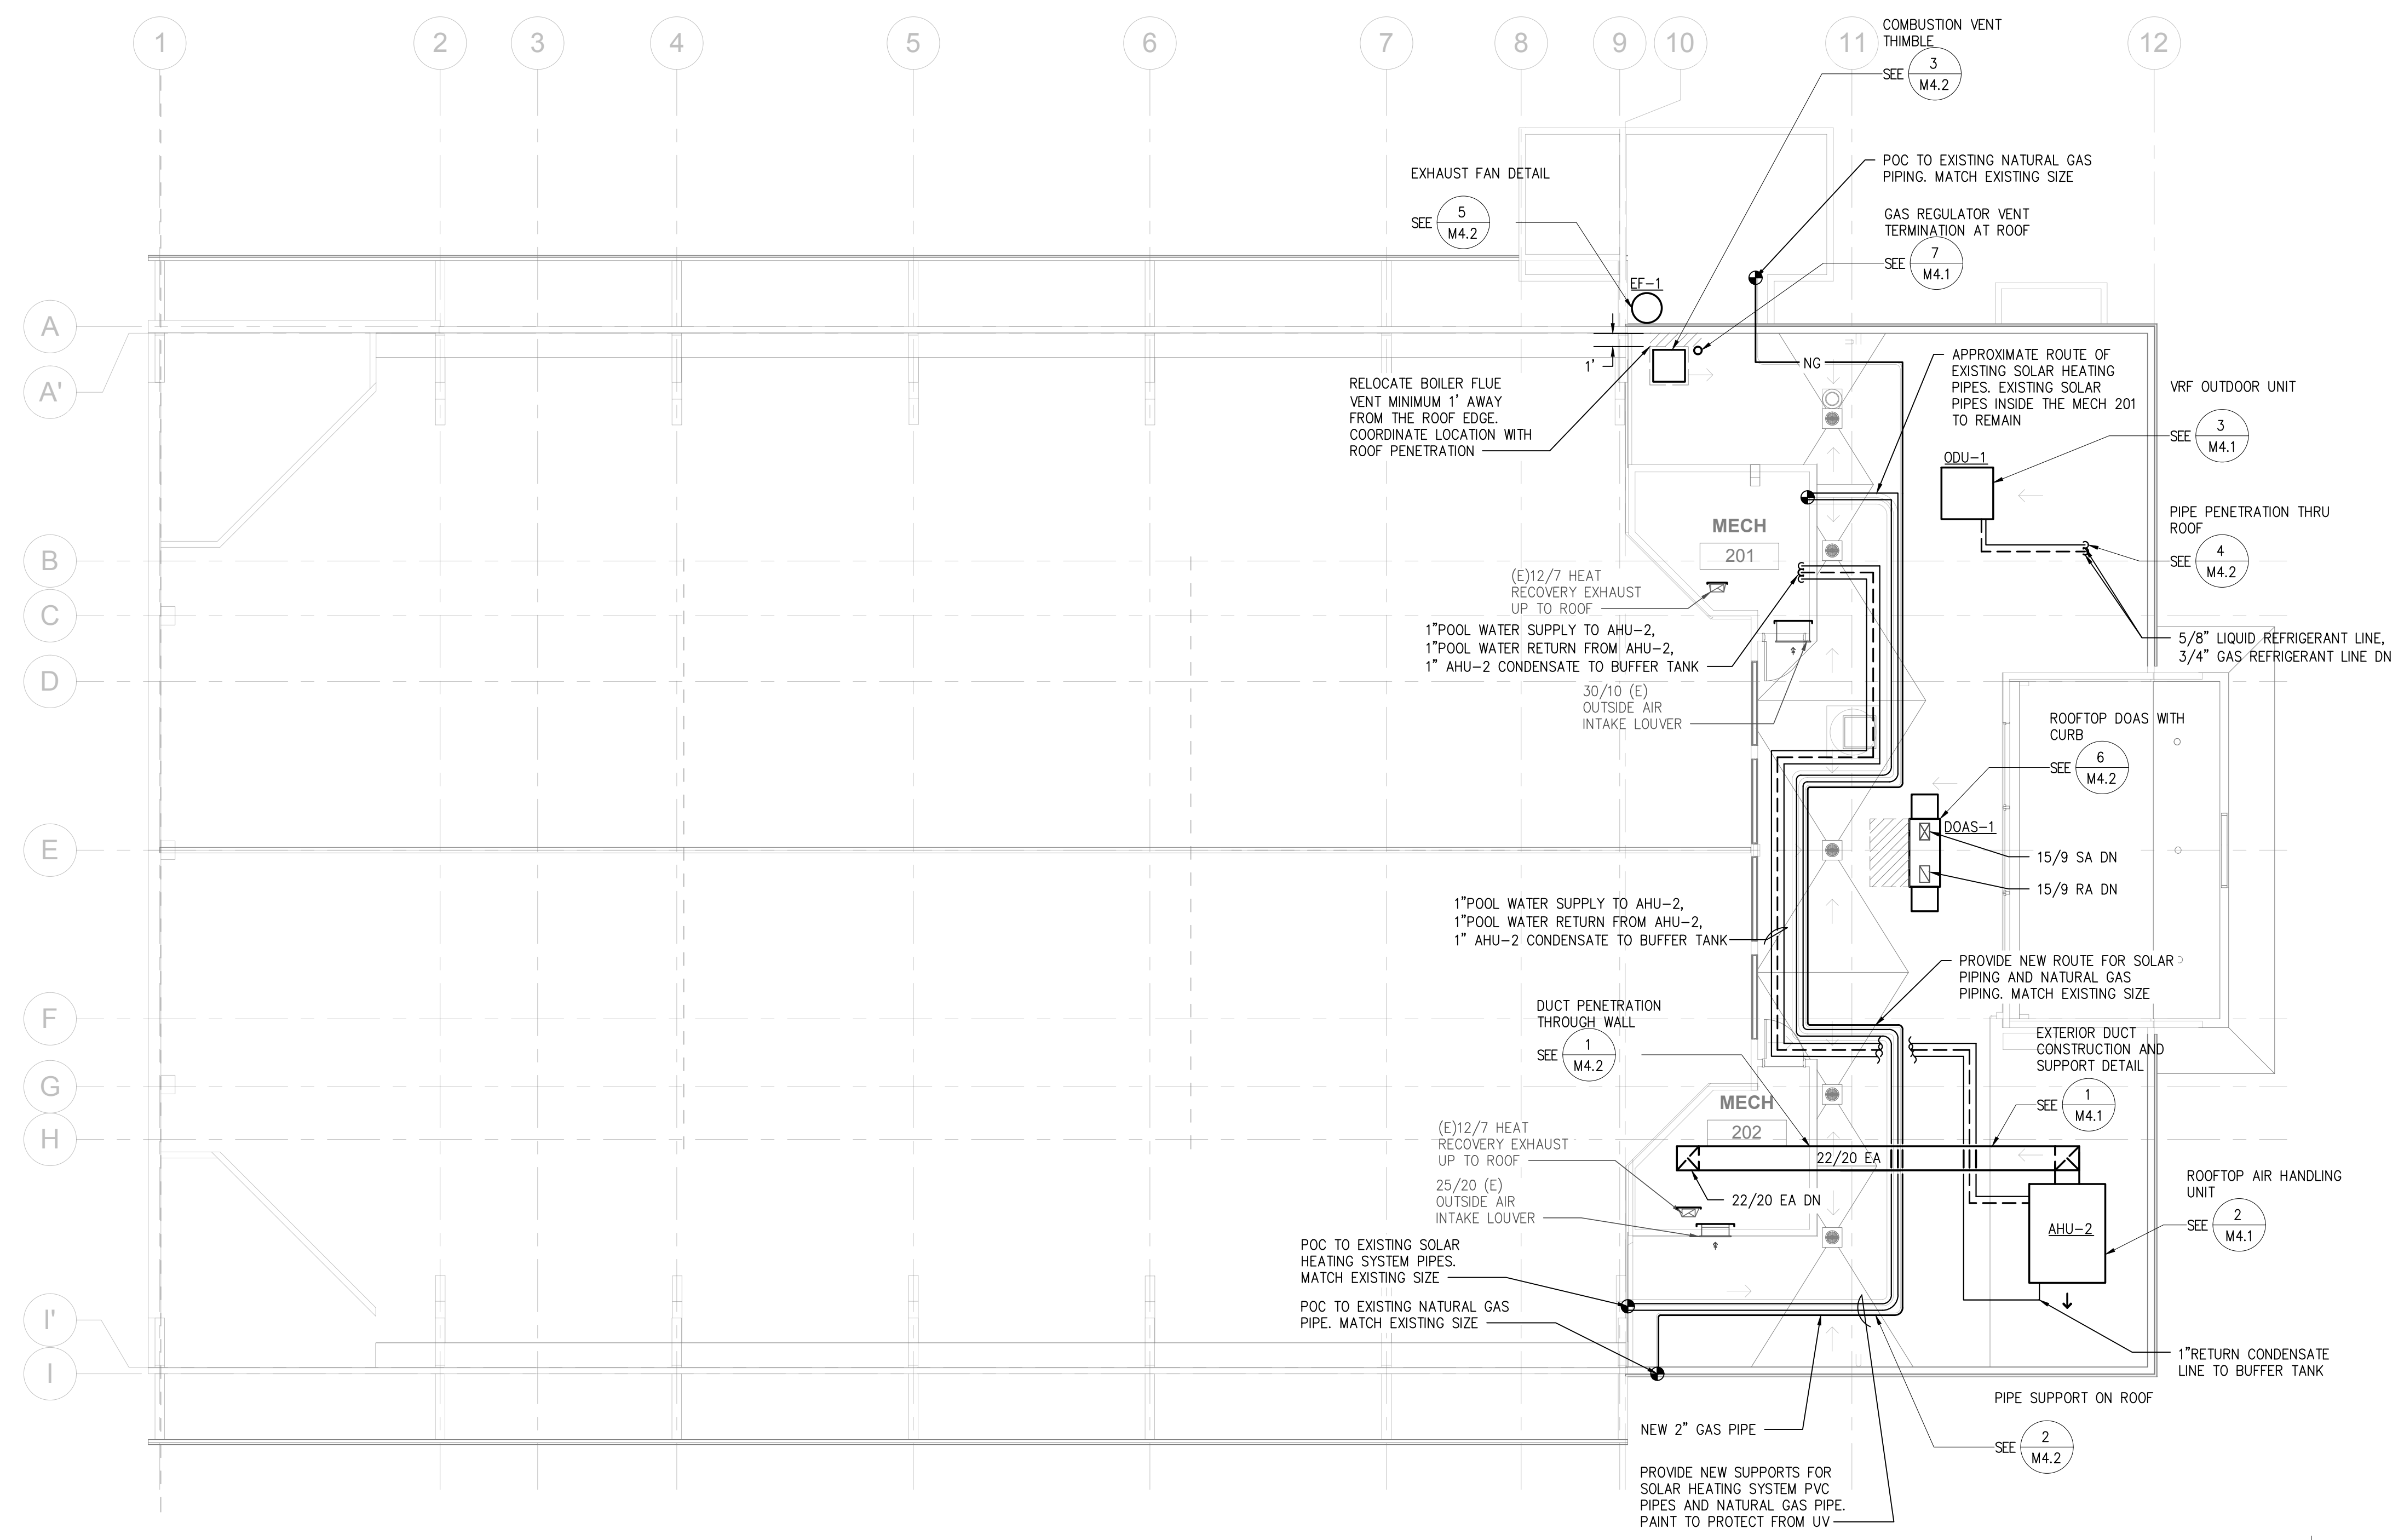 1
2
3
4
5
6
7
8
9
10
11
12
COMBUSTION VENT
THIMBLE
SEE
3
M4.2
EXHAUST FAN DETAIL
SEE
5
M4.2
POC TO EXISTING NATURAL GAS
PIPING. MATCH EXISTING SIZE
GAS REGULATOR VENT
TERMINATION AT ROOF
SEE
7
M4.1
EF-1
A
A'
1'
NG
RELOCATE BOILER FLUE
VENT MINIMUM 1' AWAY
FROM THE ROOF EDGE.
COORDINATE LOCATION WITH
ROOF PENETRATION
APPROXIMATE ROUTE OF
EXISTING SOLAR HEATING
PIPES. EXISTING SOLAR
PIPES INSIDE THE MECH 201
TO REMAIN
VRF OUTDOOR UNIT
SEE
3
M4.1
ODU-1
PIPE PENETRATION THRU
ROOF
SEE
4
M4.2
MECH
201
B
C
D
(E)12/7 HEAT
RECOVERY EXHAUST
UP TO ROOF
1"POOL WATER SUPPLY TO AHU-2,
1"POOL WATER RETURN FROM AHU-2,
1" AHU-2 CONDENSATE TO BUFFER TANK
5/8" LIQUID REFRIGERANT LINE,
3/4" GAS REFRIGERANT LINE DN
30/10 (E)
OUTSIDE AIR
INTAKE LOUVER
ROOFTOP DOAS WITH
CURB
SEE
6
M4.2
DOAS-1
E
15/9 SA DN
15/9 RA DN
1"POOL WATER SUPPLY TO AHU-2,
1"POOL WATER RETURN FROM AHU-2,
1" AHU-2 CONDENSATE TO BUFFER TANK
PROVIDE NEW ROUTE FOR SOLAR
PIPING AND NATURAL GAS
PIPING. MATCH EXISTING SIZE
F
DUCT PENETRATION
THROUGH WALL
SEE
1
M4.2
EXTERIOR DUCT
CONSTRUCTION AND
SUPPORT DETAIL
SEE
1
M4.1
G
H
MECH
202
(E)12/7 HEAT
RECOVERY EXHAUST
UP TO ROOF
22/20 EA
22/20 EA DN
25/20 (E)
OUTSIDE AIR
INTAKE LOUVER
ROOFTOP AIR HANDLING
UNIT
SEE
2
M4.1
AHU-2
POC TO EXISTING SOLAR
HEATING SYSTEM PIPES.
MATCH EXISTING SIZE
POC TO EXISTING NATURAL GAS
PIPE. MATCH EXISTING SIZE
I'
I
1"RETURN CONDENSATE
LINE TO BUFFER TANK
PIPE SUPPORT ON ROOF
SEE
2
M4.2
NEW 2" GAS PIPE
PROVIDE NEW SUPPORTS FOR
SOLAR HEATING SYSTEM PVC
PIPES AND NATURAL GAS PIPE.
PAINT TO PROTECT FROM UV